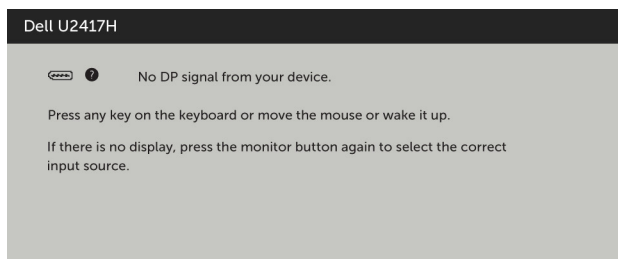 Dell U2417H
?
No DP signal from your device.
Press any key on the keyboard or move the mouse or wake it up.
If there is no display, press the monitor button again to select the correct
input source.